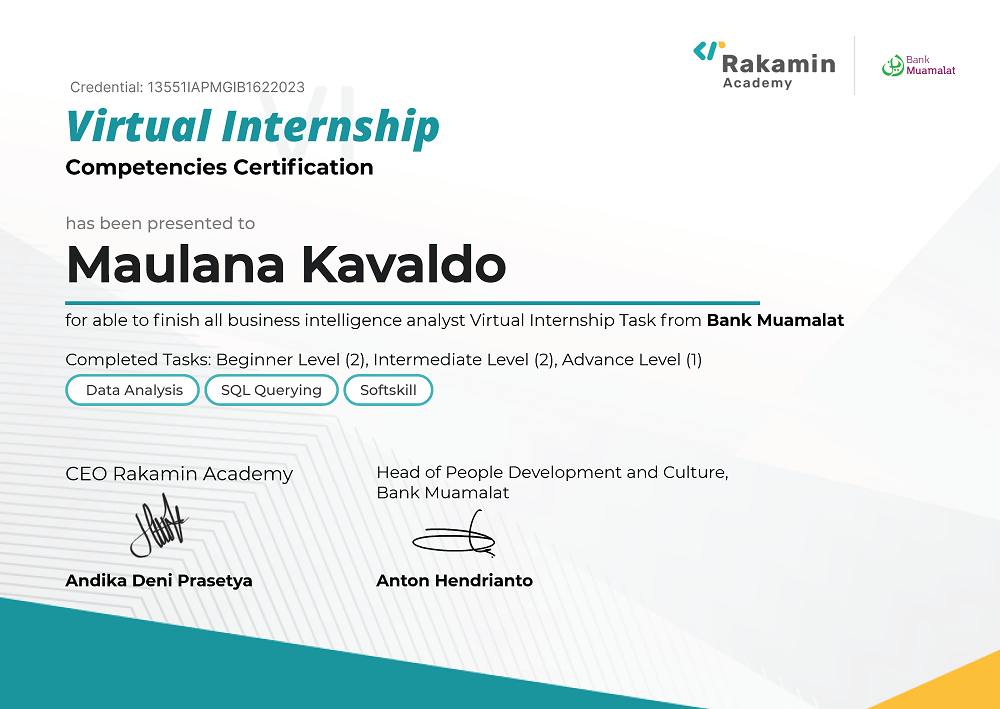 Rakamin
Academy
Bank
Muamalat
Credential: 13551IAPMGIB1622023
VI
Virtual Internship
Competencies Certification
has been presented to
Maulana Kavaldo
for able to finish all business intelligence analyst Virtual Internship Task from Bank Muamalat
Completed Tasks: Beginner Level (2), Intermediate Level (2), Advance Level (1)
Data Analysis SQL Querying Softskill
CEO Rakamin Academy
Andika Deni Prasetya
Head of People Development and Culture,
Bank Muamalat
Anton Hendrianto